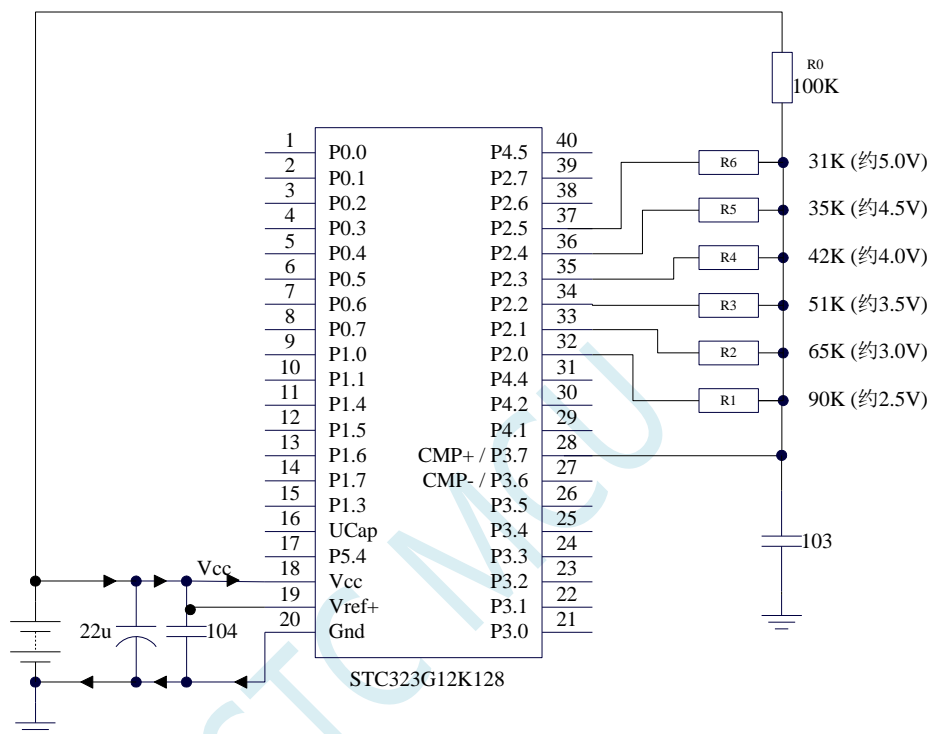 R0
100K
1 P0.0 P4.5 40
2 P0.1 P2.7 39
3 P0.2 P2.6 38
4 P0.3 P2.5 37
5 P0.4 P2.4 36
6 P0.5 P2.3 35
7 P0.6 P2.2 34
8 P0.7 P2.1 33
9 P1.0 P2.0 32
10 P1.1 P4.4 31
11 P1.4 P4.2 30
12 P1.5 P4.1 29
13 P1.6 CMP+ / P3.7 28
14 P1.7 CMP- / P3.6 27
15 P1.3 P3.5 26
16 UCap P3.4 25
17 P5.4 P3.3 24
18 Vcc P3.2 23
19 Vref+ P3.1 22
20 Gnd P3.0 21
R6 31K (约5.0V)
R5 35K (约4.5V)
R4 42K (约4.0V)
R3 51K (约3.5V)
R2 65K (约3.0V)
R1 90K (约2.5V)
103
Vcc
22u
104
STC323G12K128
STC MCU